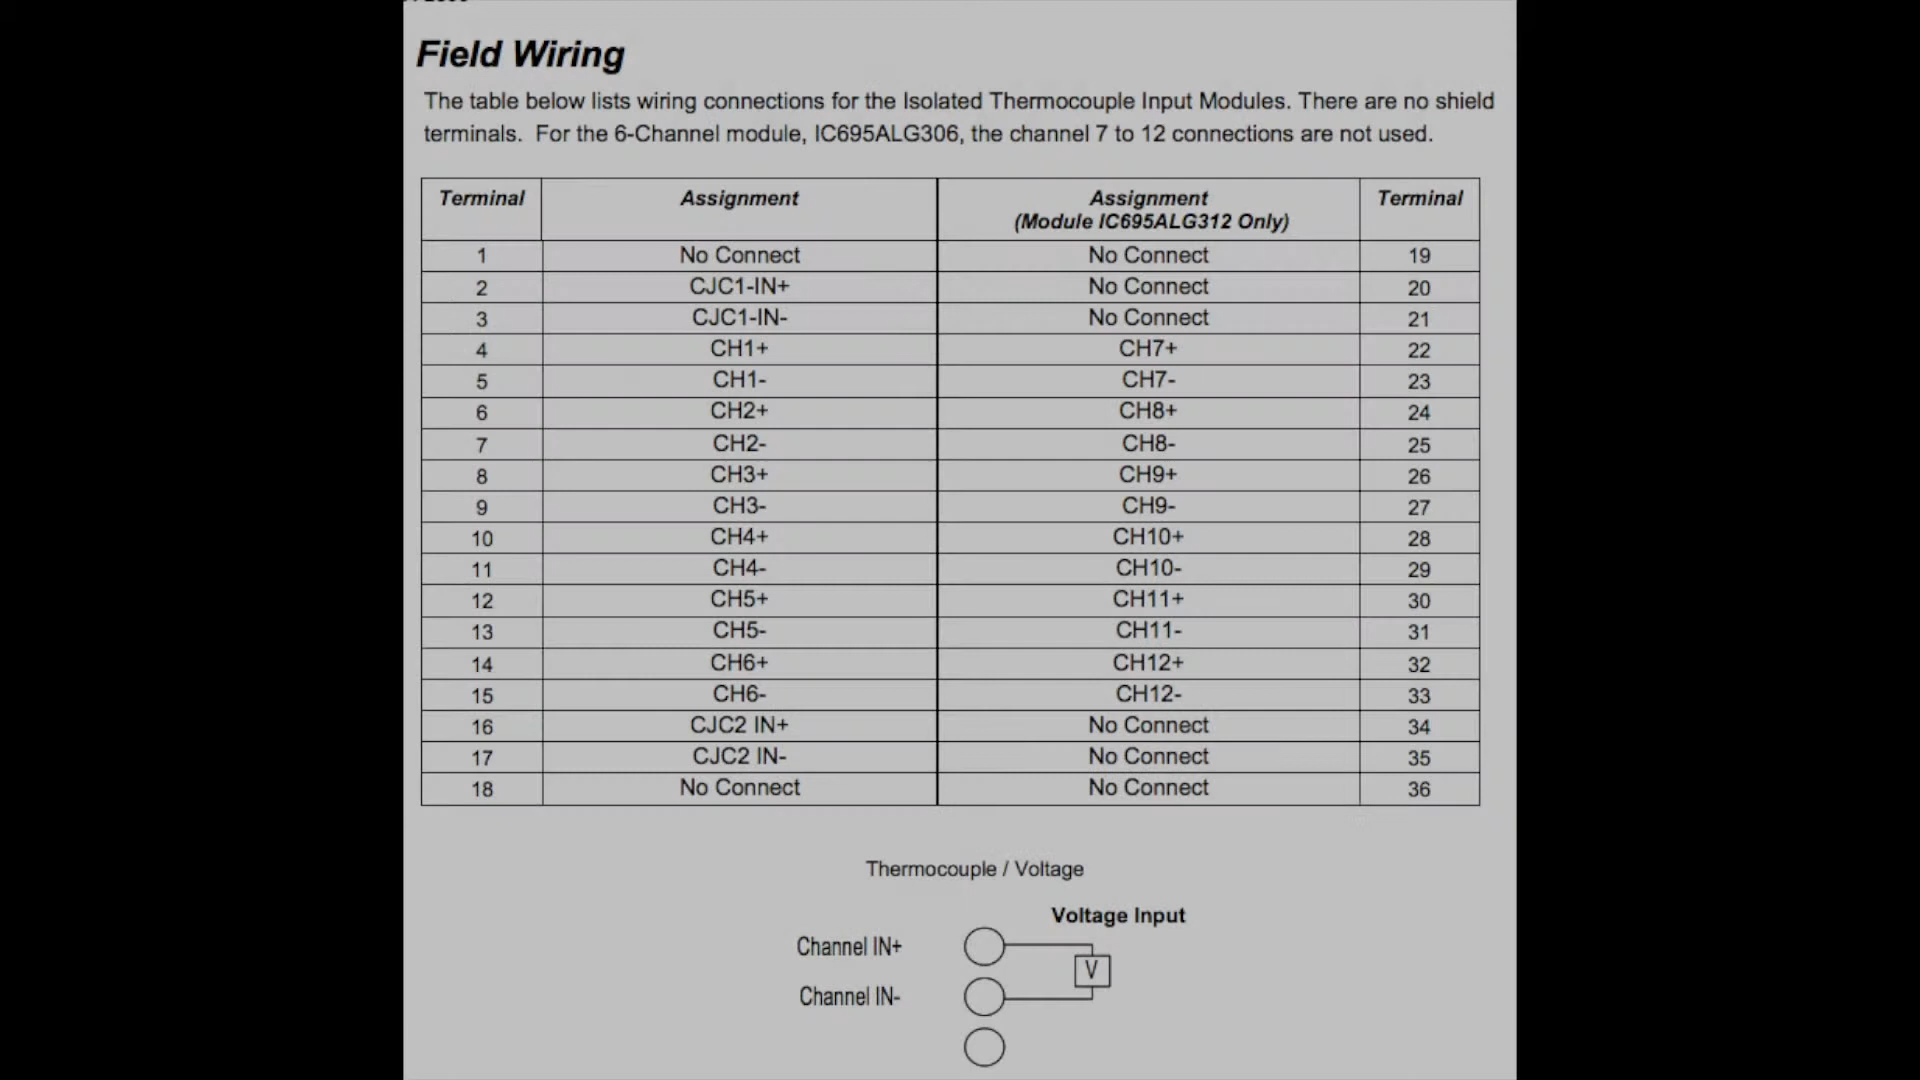 Field Wiring
The table below lists wiring connections for the Isolated Thermocouple Input Modules. There are no shield
terminals. For the 6-Channel module, IC695ALG306, the channel 7 to 12 connections are not used.
Terminal Assignment Assignment Terminal
(Module IC695ALG312 Only)
1 No Connect No Connect 19
2 CJC1-IN+ No Connect 20
3 CJC1-IN- No Connect 21
4 CH1+ CH7+ 22
5 CH1- CH7- 23
6 CH2+ CH8+ 24
7 CH2- CH8- 25
8 CH3+ CH9+ 26
9 CH3- CH9- 27
10 CH4+ CH10+ 28
11 CH4- CH10- 29
12 CH5+ CH11+ 30
13 CH5- CH11- 31
14 CH6+ CH12+ 32
15 CH6- CH12- 33
16 CJC2 IN+ No Connect 34
17 CJC2 IN- No Connect 35
18 No Connect No Connect 36
Thermocouple / Voltage
Voltage Input
Channel IN+
V
Channel IN-